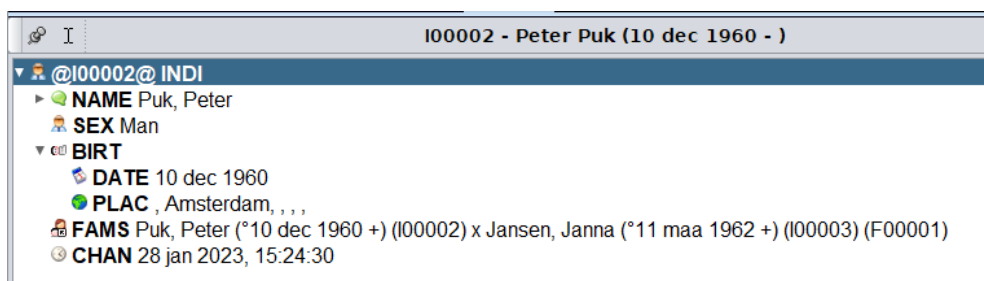 I00002 - Peter Puk (10 dec 1960 - )
@I00002@ INDI
NAME Puk, Peter
SEX Man
BIRT
DATE 10 dec 1960
PLAC , Amsterdam, , , ,
FAMS Puk, Peter (°10 dec 1960 +) (I00002) x Jansen, Janna (°11 maa 1962 +) (I00003) (F00001)
CHAN 28 jan 2023, 15:24:30